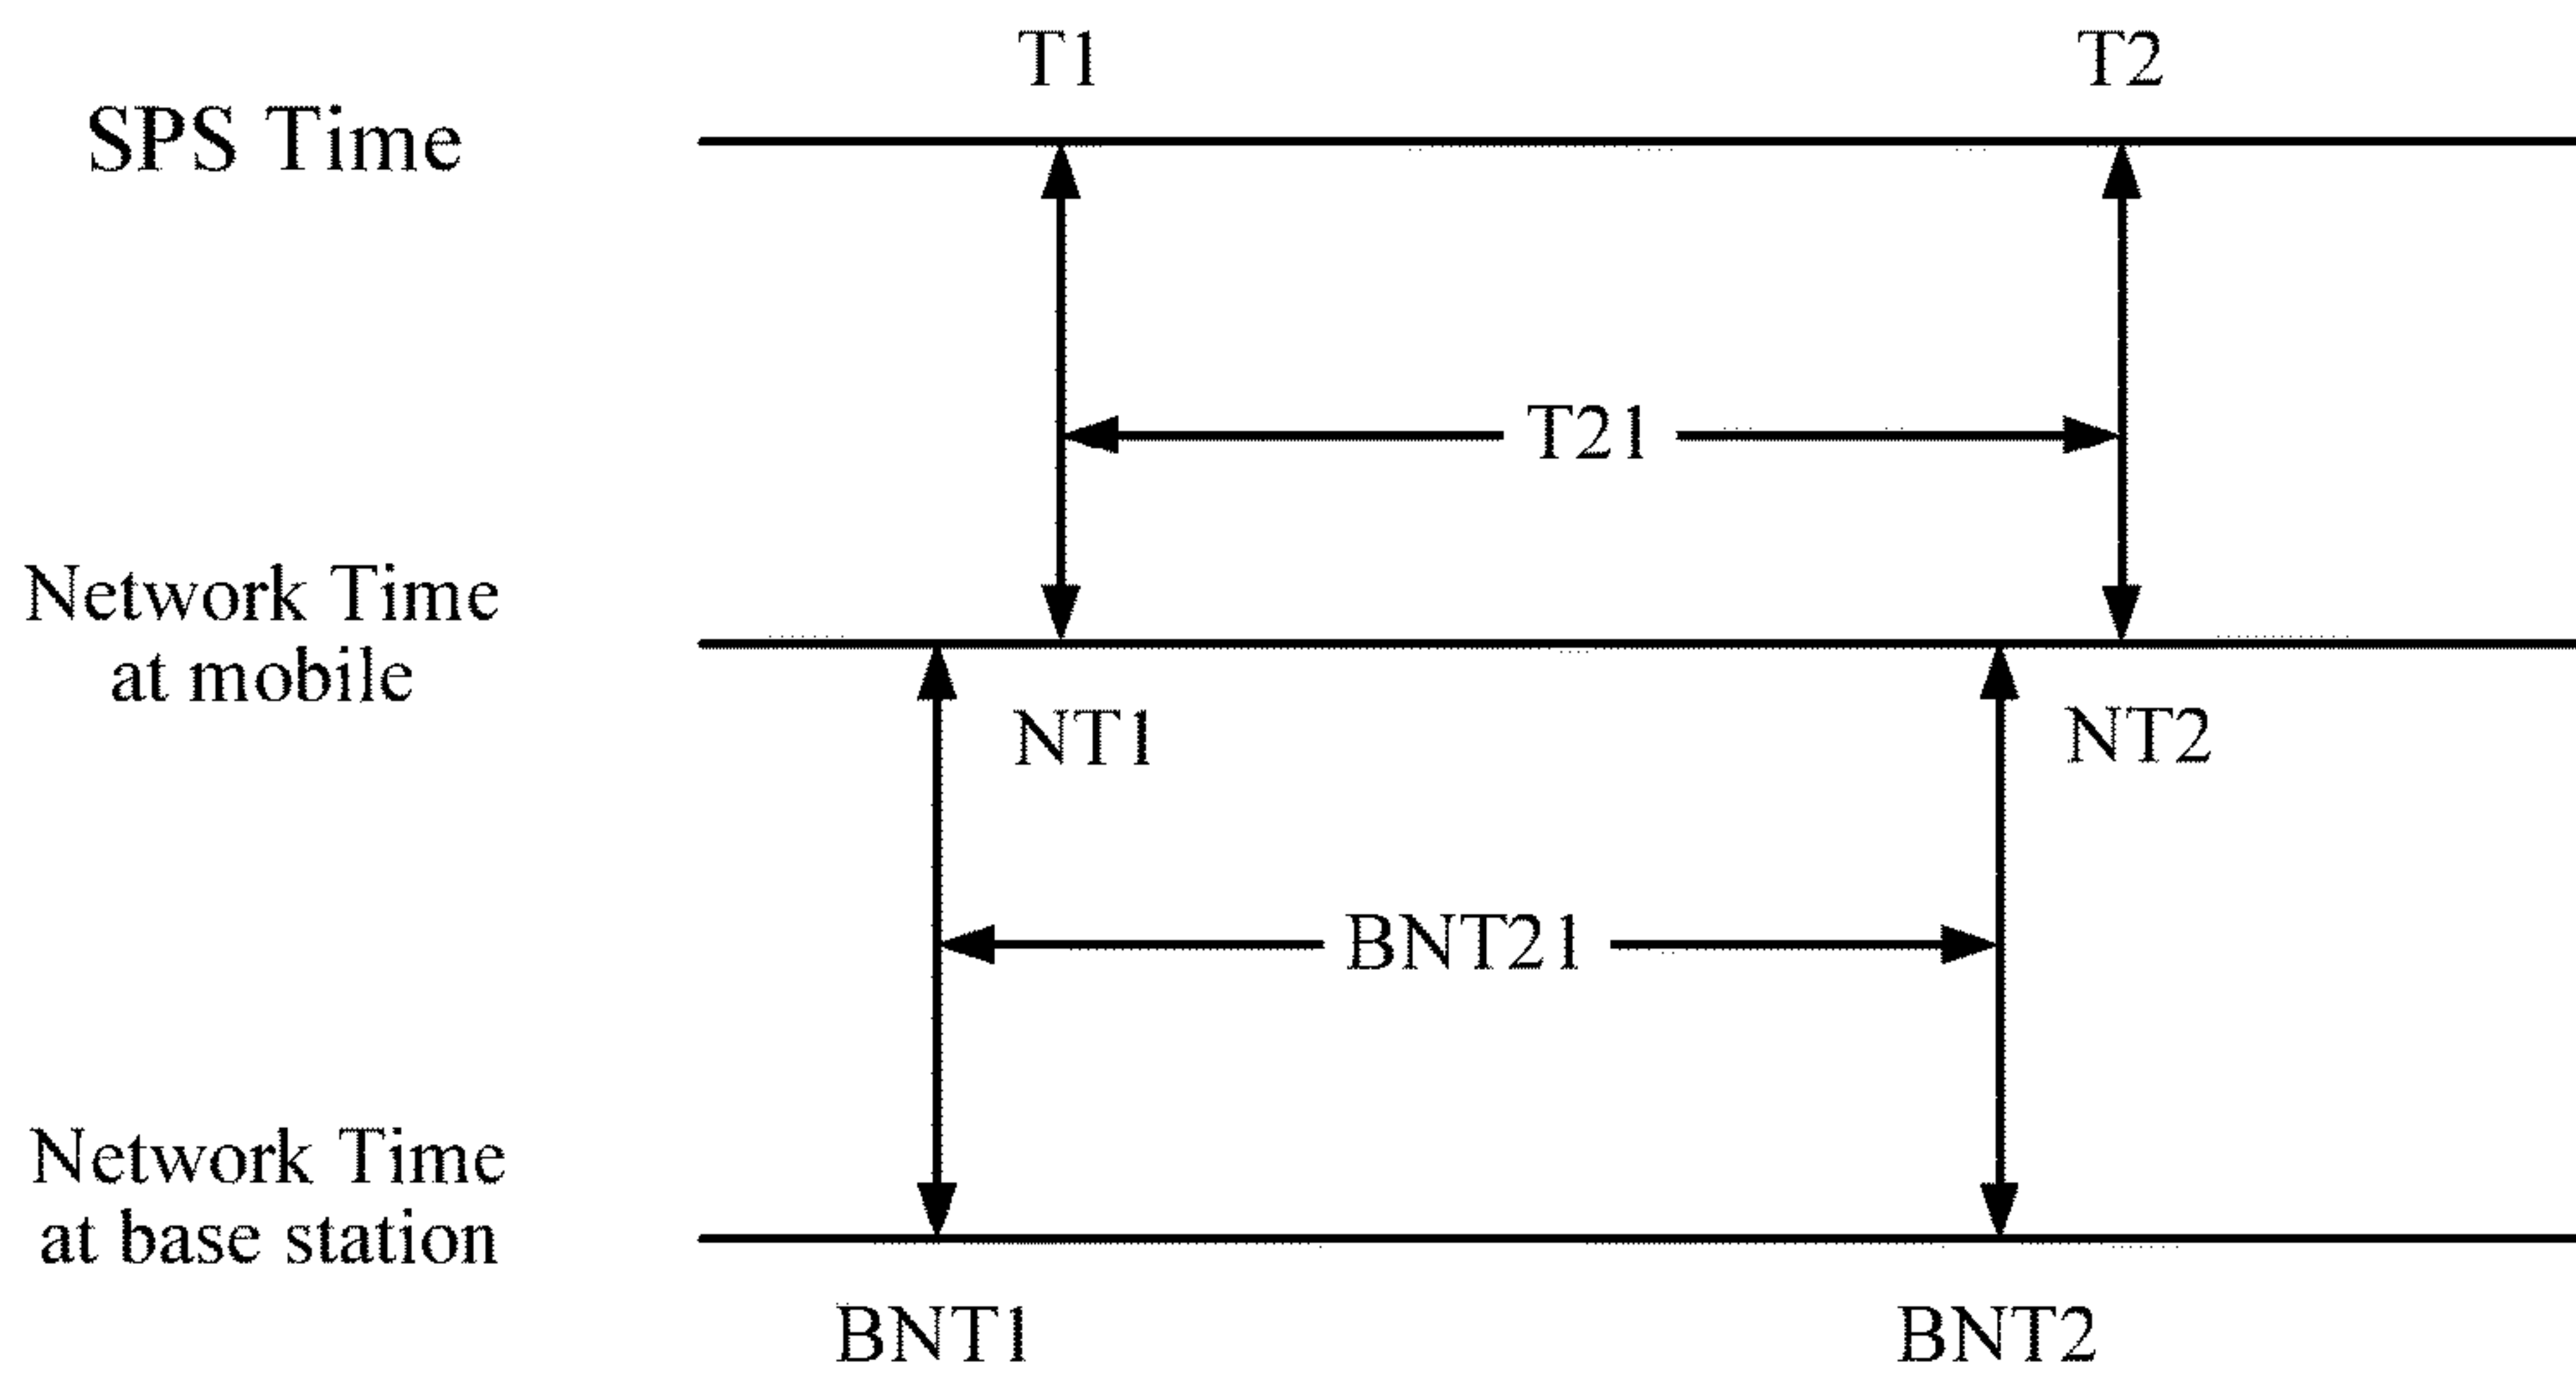 T1
T2
SPS Time
T21
Network Time
at mobile
NT1
NT2
BNT21
Network Time
at base station
BNT1
BNT2